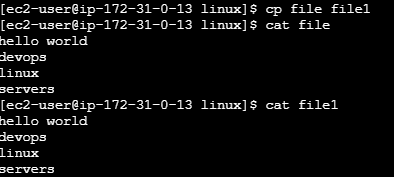 [ec2-user@ip-172-31-0-13 linux]$ cp file file1
[ec2-user@ip-172-31-0-13 linux]$ cat file
hello world
devops
linux
servers
[ec2-user@ip-172-31-0-13 linux]$ cat file1
hello world
devops
linux
servers